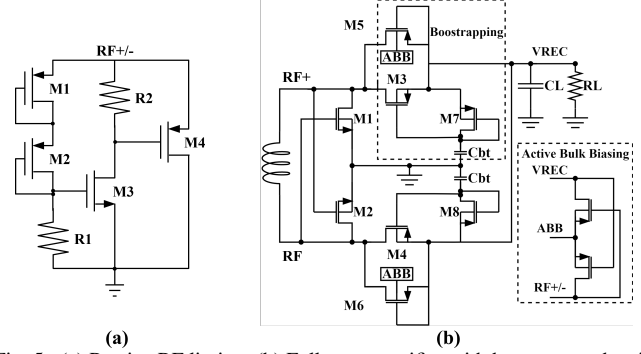 M5
Boostrapping
VREC
RF+/-
ABB
M1
R2
RF+
M3
CL
RL
M4
M1
M7
M2
Cbt
Active Bulk Biasing
M3
Cbt
VREC
M2
M8
ABB
R1
RF
M4
ABB
RF+/-
M6
(a)
(b)